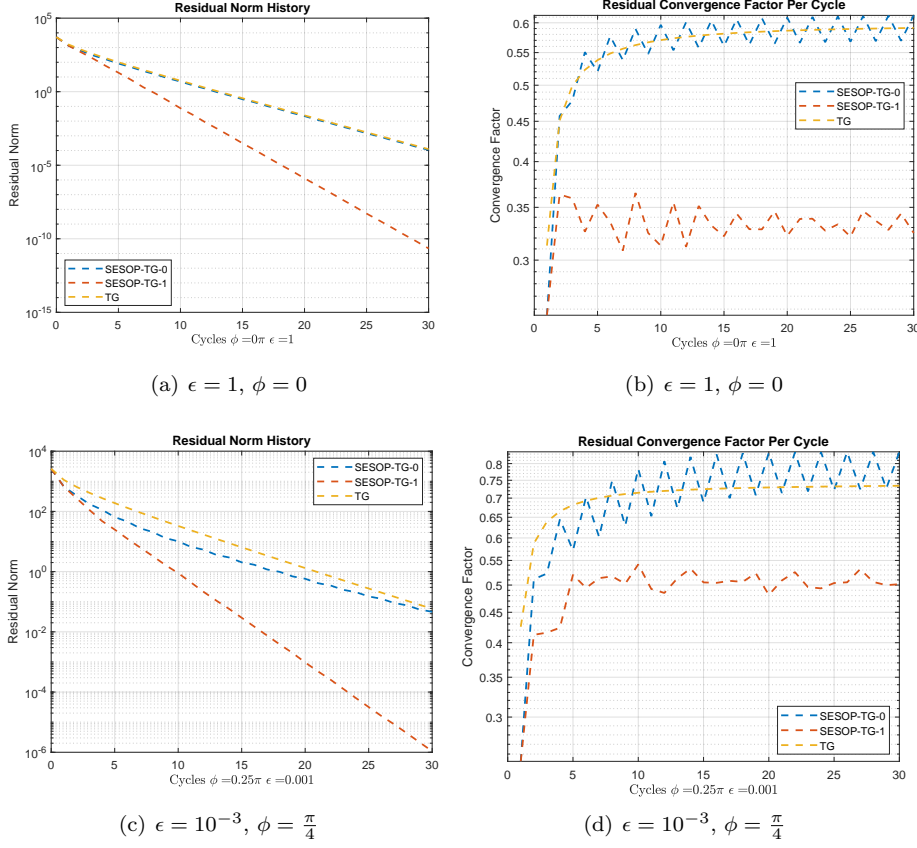 Residual Norm History
Residual Norm
10^5
10^0
10^-5
10^-10
10^-15
SESOP-TG-0
SESOP-TG-1
TG
0 5 10 15 20 25 30
Cycles ϕ =0π ϵ =1
(a) ϵ = 1, ϕ = 0
Residual Convergence Factor Per Cycle
Convergence Factor
0.6
0.55
0.45
0.4
0.35
0.3
SESOP-TG-0
SESOP-TG-1
TG
0 5 10 15 20 25 30
Cycles ϕ =0π ϵ =1
(b) ϵ = 1, ϕ = 0
Residual Norm History
Residual Norm
10^4
10^2
10^0
10^-2
10^-4
10^-6
SESOP-TG-0
SESOP-TG-1
TG
0 5 10 15 20 25 30
Cycles ϕ =0.25π ϵ =0.001
(c) ϵ = 10^-3, ϕ = π/4
Residual Convergence Factor Per Cycle
Convergence Factor
0.8
0.75
0.7
0.65
0.6
0.55
0.5
0.45
0.4
0.35
0.3
SESOP-TG-0
SESOP-TG-1
TG
0 5 10 15 20 25 30
Cycles ϕ =0.25π ϵ =0.001
(d) ϵ = 10^-3, ϕ = π/4